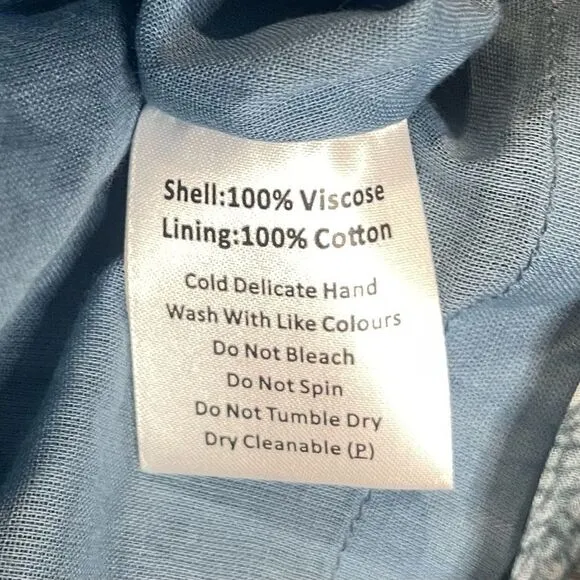 Shell:100% Viscose
Lining:100% Cotton
Cold Delicate Hand
Wash With Like Colours
Do Not Bleach
Do Not Spin
Do Not Tumble Dry
Dry Cleanable (P)